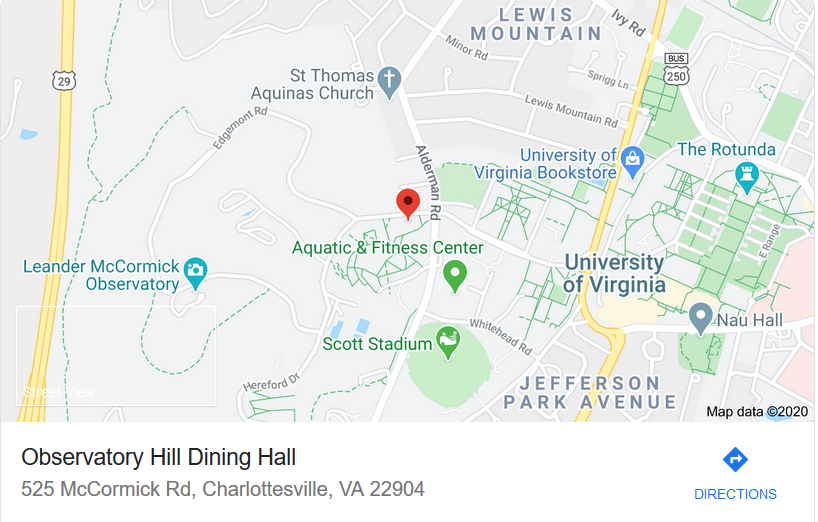 LEWIS
MOUNTAIN
Ivy Rd
Minor Rd
BUS
250
29
St Thomas
Aquinas Church
Sprigg Ln
Lewis Mountain Rd
Edgemont Rd
Alderman Rd
University of
Virginia Bookstore
The Rotunda
E Range
Aquatic & Fitness Center
University
of Virginia
Leander McCormick
Observatory
Nau Hall
Whitehead Rd
Scott Stadium
Hereford Dr
Street View
JEFFERSON
PARK AVENUE
Map data ©2020
Observatory Hill Dining Hall
525 McCormick Rd, Charlottesville, VA 22904
DIRECTIONS